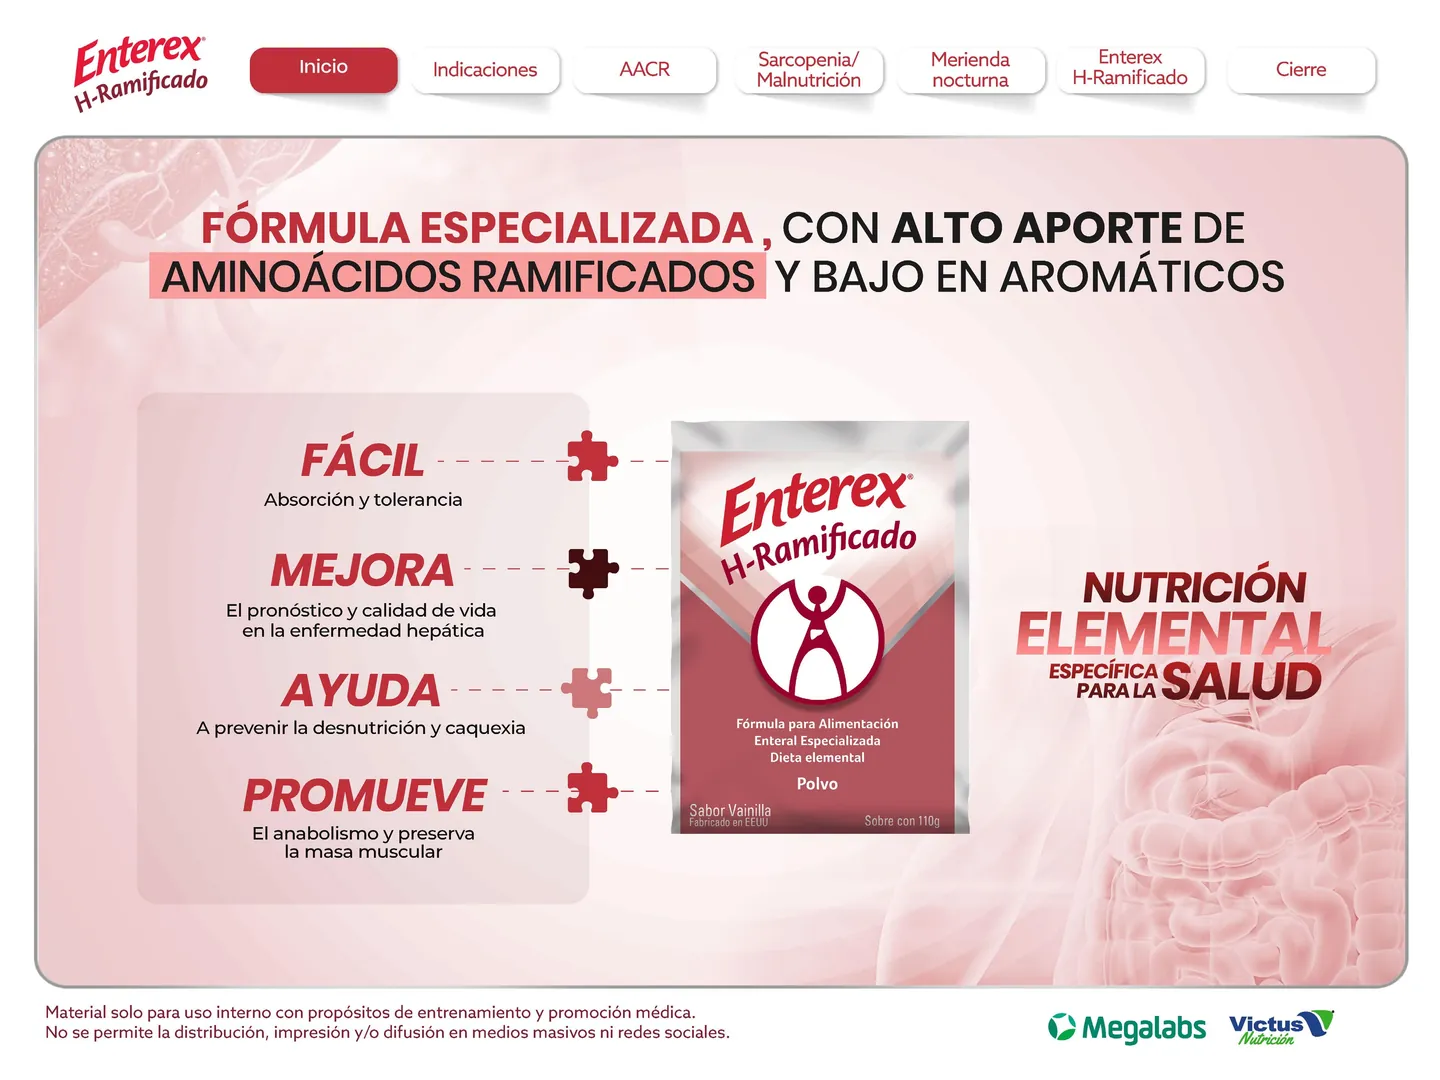 Enterex®
H-Ramificado
Inicio
Indicaciones
AACR
Sarcopenia/
Malnutrición
Merienda
nocturna
Enterex
H-Ramificado
Cierre
FÓRMULA ESPECIALIZADA, CON ALTO APORTE DE
AMINOÁCIDOS RAMIFICADOS Y BAJO EN AROMÁTICOS
FÁCIL
Absorción y tolerancia
MEJORA
El pronóstico y calidad de vida
en la enfermedad hepática
AYUDA
A prevenir la desnutrición y caquexia
PROMUEVE
El anabolismo y preserva
la masa muscular
Enterex®
H-Ramificado
Fórmula para Alimentación
Enteral Especializada
Dieta elemental
Polvo
Sabor Vainilla
Fabricado en EEUU
Sobre con 110g
NUTRICIÓN
ELEMENTAL
ESPECÍFICA
PARA LA SALUD
Material solo para uso interno con propósitos de entrenamiento y promoción médica.
No se permite la distribución, impresión y/o difusión en medios masivos ni redes sociales.
Megalabs
Victus
Nutrición